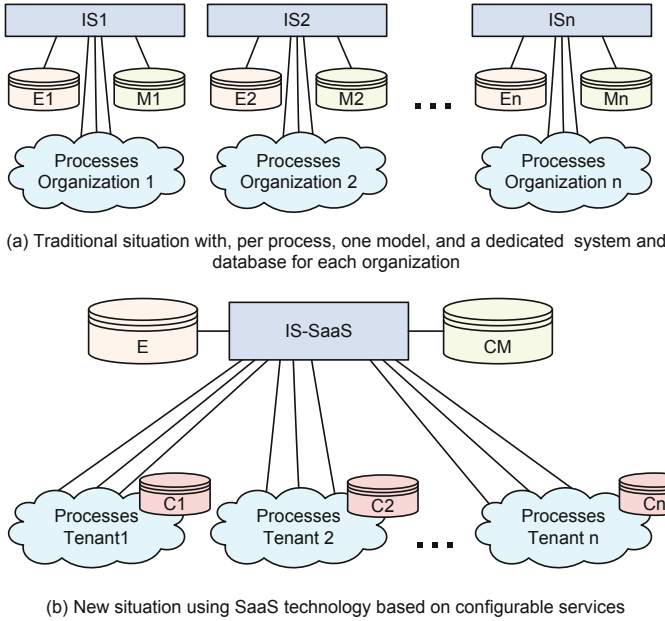 IS1 IS2 ISn
E1 M1 E2 M2 ... En Mn
Processes Processes Processes
Organization 1 Organization 2 Organization n
(a) Traditional situation with, per process, one model, and a dedicated system and
database for each organization
IS-SaaS
E CM
C1 C2 Cn
Processes Processes Processes
Tenant1 Tenant 2 ... Tenant n
(b) New situation using SaaS technology based on configurable services